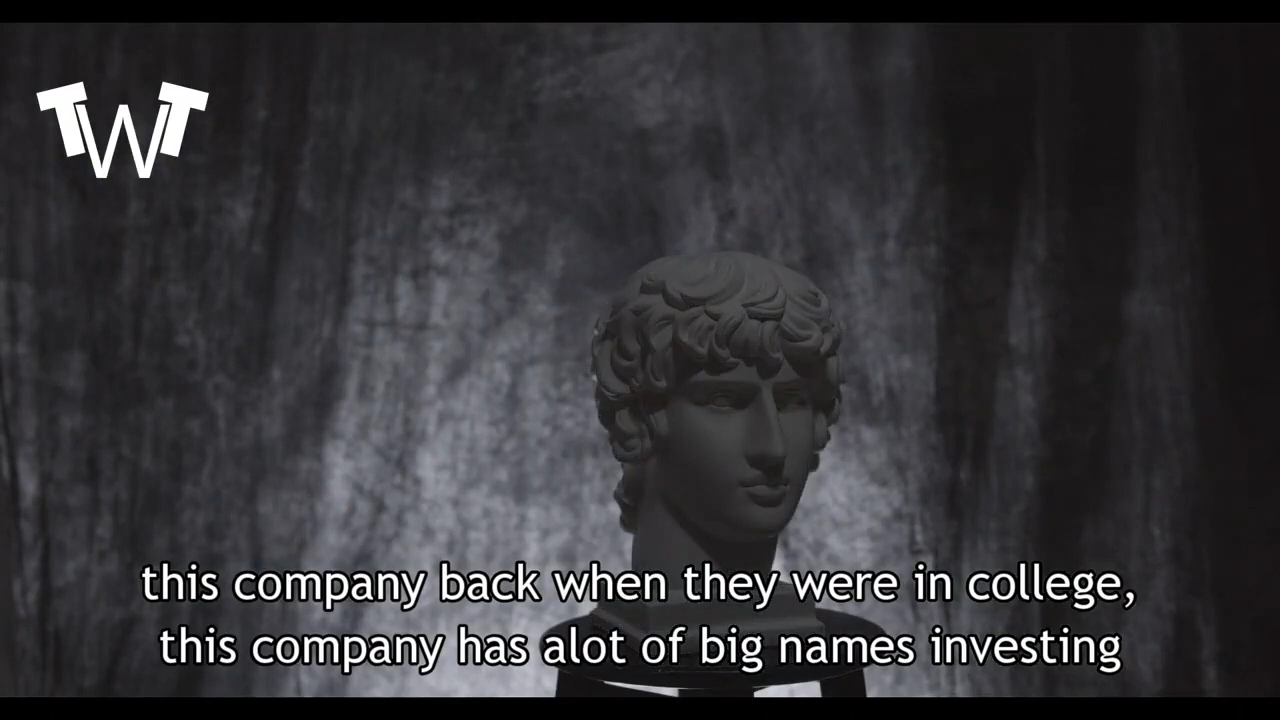 TWT
this company back when they were in college,
this company has alot of big names investing